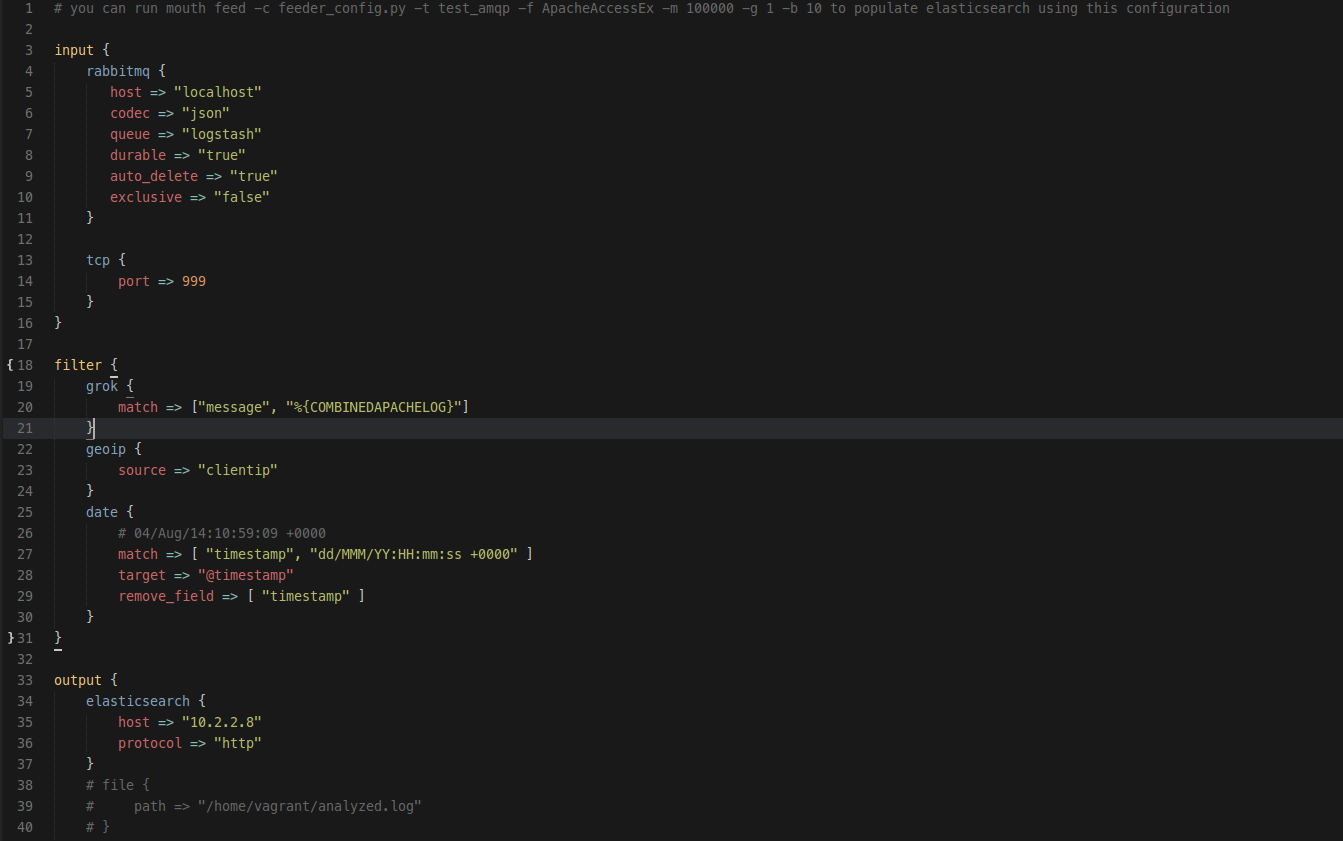 1 # you can run mouth feed -c feeder_config.py -t test_amqp -f ApacheAccessEx -m 100000 -g 1 -b 10 to populate elasticsearch using this configuration
2
3 input {
4     rabbitmq {
5        host => "localhost"
6        codec => "json"
7        queue => "logstash"
8        durable => "true"
9        auto_delete => "true"
10        exclusive => "false"
11     }
12
13     tcp {
14         port => 999
15     }
16 }
17
{ 18 filter {
19     grok {
20         match => ["message", "%{COMBINEDAPACHELOG}"]
21     }
22     geoip {
23         source => "clientip"
24     }
25     date {
26         # 04/Aug/14:10:59:09 +0000
27         match => [ "timestamp", "dd/MMM/YY:HH:mm:ss +0000" ]
28         target => "@timestamp"
29         remove_field => [ "timestamp" ]
30     }
} 31 }
32
33 output {
34     elasticsearch {
35         host => "10.2.2.8"
36         protocol => "http"
37     }
38     # file {
39     #     path => "/home/vagrant/analyzed.log"
40     # }